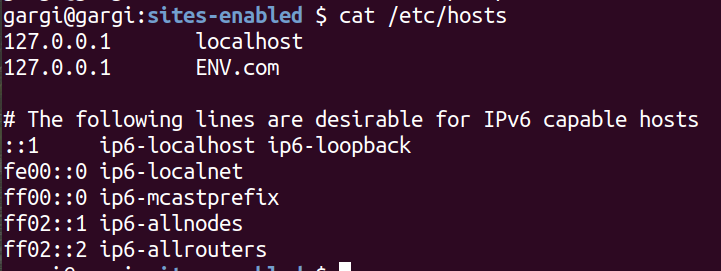 gargi@gargi:sites-enabled $ cat /etc/hosts
127.0.0.1       localhost
127.0.0.1       ENV.com

# The following lines are desirable for IPv6 capable hosts
::1     ip6-localhost ip6-loopback
fe00::0 ip6-localnet
ff00::0 ip6-mcastprefix
ff02::1 ip6-allnodes
ff02::2 ip6-allrouters
gargi@gargi:sites-enabled $